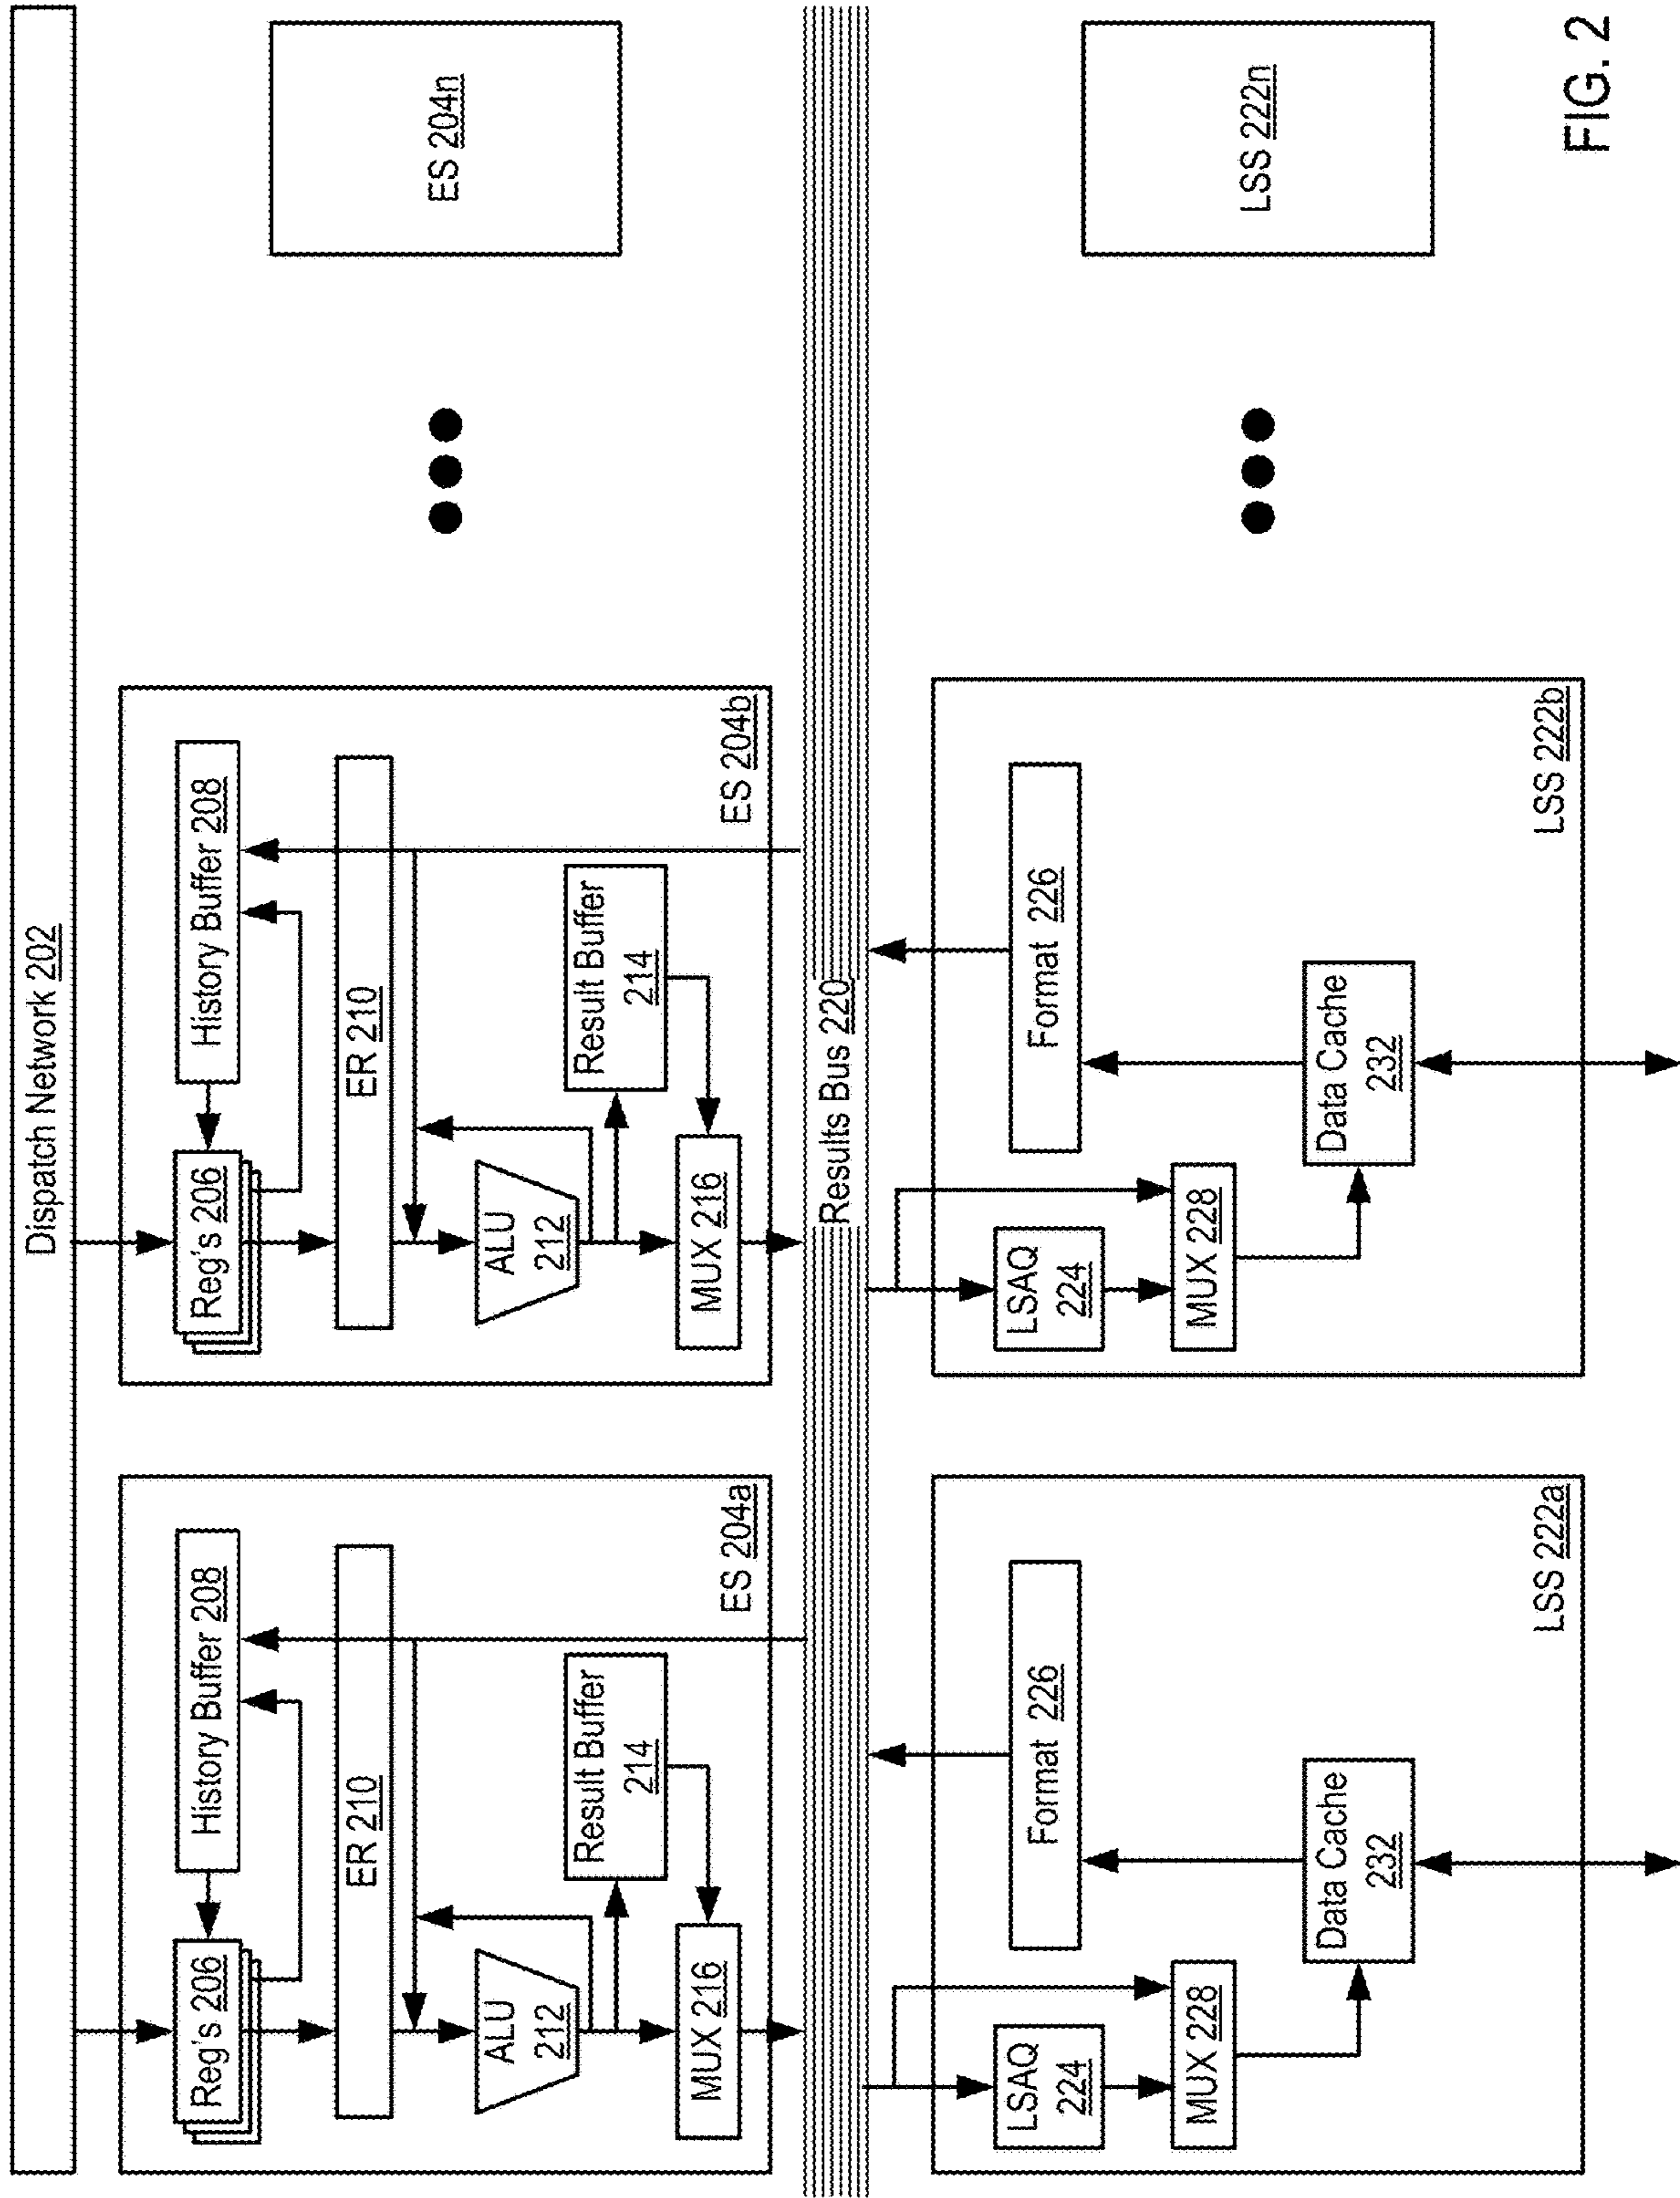 Dispatch Network 202
Reg's 206
History Buffer 208
ER 210
ALU
212
Result Buffer
214
MUX 216
ES 204a
Reg's 206
History Buffer 208
ER 210
ALU
212
Result Buffer
214
MUX 216
ES 204b
ES 204n
Results Bus 220
LSAQ
224
Format 226
MUX 228
Data Cache
232
LSS 222a
LSAQ
224
Format 226
MUX 228
Data Cache
232
LSS 222b
LSS 222n
FIG. 2